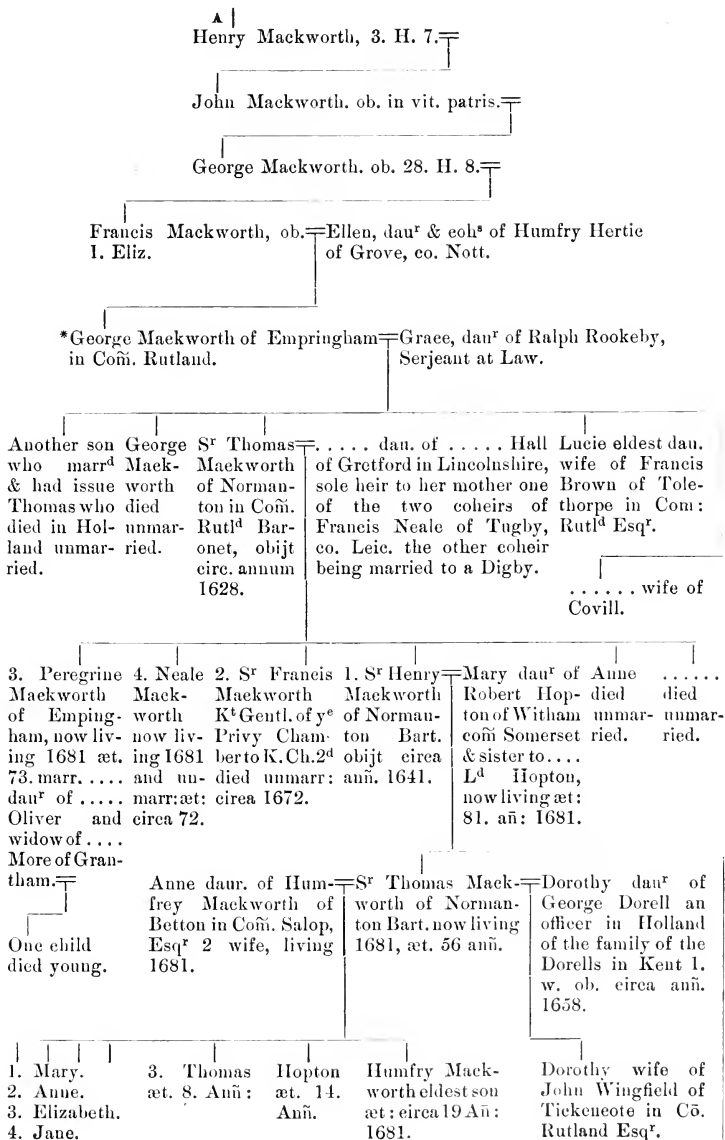 A
Henry Mackworth, 3. H. 7.
John Mackworth. ob. in vit. patris.
George Mackworth. ob. 28. H. 8.
Francis Mackworth, ob.
1. Eliz.
Ellen, dauʳ & cohˢ of Humfry Hertie
of Grove, co. Nott.
*George Mackworth of Empringham
in Com̃. Rutland.
Grace, dauʳ of Ralph Rookeby,
Serjeant at Law.
Another son
who marrᵈ
& had issue
Thomas who
died in Hol-
land unmar-
ried.
George
Mack-
worth
died
unmar-
ried.
Sʳ Thomas
Mackworth
of Norman-
ton in Com̃.
Rutlᵈ Bar-
onet, obijt
circ. annum
1628.
. . . . . dau. of . . . . . Hall
of Gretford in Lincolnshire,
sole heir to her mother one
of the two coheirs of
Francis Neale of Tugby,
co. Leic. the other coheir
being married to a Digby.
Lucie eldest dau.
wife of Francis
Brown of Tole-
thorpe in Com:
Rutlᵈ Esqʳ.
. . . . . . wife of
Covill.
3. Peregrine
Mackworth
of Emping-
ham, now liv-
ing 1681 æt.
73. marr. . . . .
dauʳ of . . . . .
Oliver and
widow of . . . .
More of Gran-
tham.
One child
died young.
4. Neale
Mack-
worth
now liv-
ing 1681
and un-
marr: æt:
circa 72.
2. Sʳ Francis
Mackworth
Kᵗ Gentl. of yᵉ
Privy Cham-
ber to K. Ch. 2ᵈ
died unmarr:
circa 1672.
1. Sʳ Henry
Mackworth
of Norman-
ton Bart.
obijt circa
añ. 1641.
Mary dauʳ of
Robert Hop-
ton of Witham
com̃ Somerset
& sister to . . . .
Lᵈ Hopton,
now living æt:
81. añ: 1681.
Anne
died
unmar-
ried.
. . . . . .
died
unmar-
ried.
Anne daur. of Hum-
frey Mackworth of
Betton in Com̃. Salop,
Esqʳ 2 wife, living
1681.
Sʳ Thomas Mack-
worth of Norman-
ton Bart. now living
1681, æt. 56 añ.
Dorothy dauʳ of
George Dorell an
officer in Holland
of the family of the
Dorells in Kent 1.
w. ob. circa añ.
1658.
1. Mary.
2. Anne.
3. Elizabeth.
4. Jane.
3. Thomas
æt. 8. Añ:
Hopton
æt. 14.
Añ.
Humfry Mack-
worth eldest son
æt: circa 19 Añ:
1681.
Dorothy wife of
John Wingfield of
Tickencote in Cō.
Rutland Esqʳ.